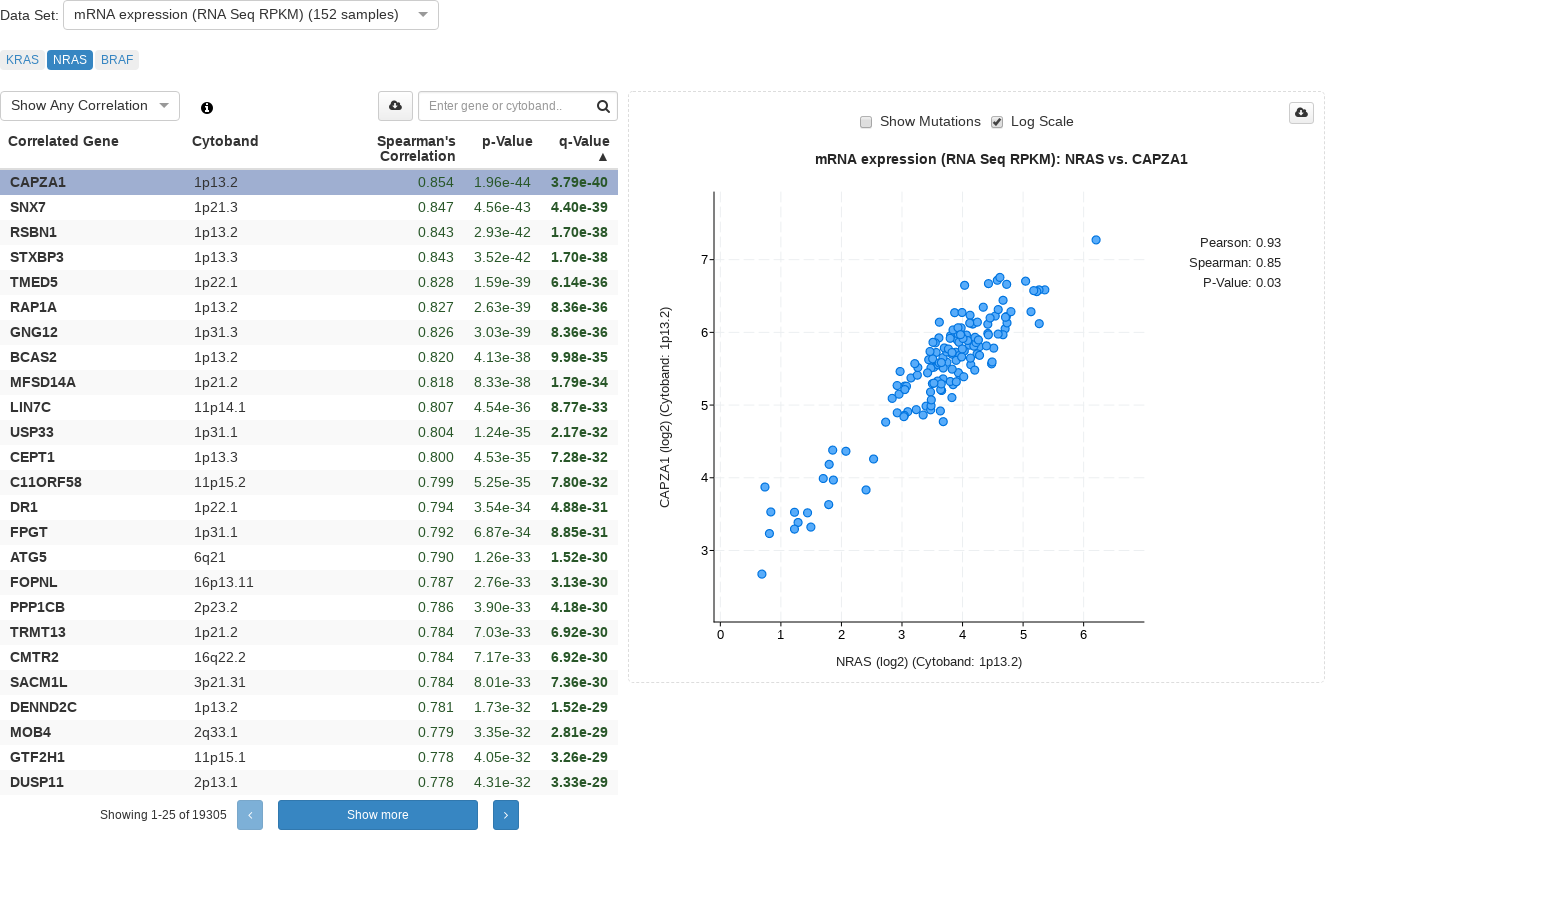 Data Set: mRNA expression (RNA Seq RPKM) (152 samples)
KRAS NRAS BRAF
Show Any Correlation
Enter gene or cytoband..
Correlated Gene Cytoband Spearman's Correlation p-Value q-Value ▲
CAPZA1 1p13.2 0.854 1.96e-44 3.79e-40
SNX7 1p21.3 0.847 4.56e-43 4.40e-39
RSBN1 1p13.2 0.843 2.93e-42 1.70e-38
STXBP3 1p13.3 0.843 3.52e-42 1.70e-38
TMED5 1p22.1 0.828 1.59e-39 6.14e-36
RAP1A 1p13.2 0.827 2.63e-39 8.36e-36
GNG12 1p31.3 0.826 3.03e-39 8.36e-36
BCAS2 1p13.2 0.820 4.13e-38 9.98e-35
MFSD14A 1p21.2 0.818 8.33e-38 1.79e-34
LIN7C 11p14.1 0.807 4.54e-36 8.77e-33
USP33 1p31.1 0.804 1.24e-35 2.17e-32
CEPT1 1p13.3 0.800 4.53e-35 7.28e-32
C11ORF58 11p15.2 0.799 5.25e-35 7.80e-32
DR1 1p22.1 0.794 3.54e-34 4.88e-31
FPGT 1p31.1 0.792 6.87e-34 8.85e-31
ATG5 6q21 0.790 1.26e-33 1.52e-30
FOPNL 16p13.11 0.787 2.76e-33 3.13e-30
PPP1CB 2p23.2 0.786 3.90e-33 4.18e-30
TRMT13 1p21.2 0.784 7.03e-33 6.92e-30
CMTR2 16q22.2 0.784 7.17e-33 6.92e-30
SACM1L 3p21.31 0.784 8.01e-33 7.36e-30
DENND2C 1p13.2 0.781 1.73e-32 1.52e-29
MOB4 2q33.1 0.779 3.35e-32 2.81e-29
GTF2H1 11p15.1 0.778 4.05e-32 3.26e-29
DUSP11 2p13.1 0.778 4.31e-32 3.33e-29
Showing 1-25 of 19305 ‹ Show more ›
Show Mutations Log Scale
mRNA expression (RNA Seq RPKM): NRAS vs. CAPZA1
Pearson: 0.93
Spearman: 0.85
P-Value: 0.03
CAPZA1 (log2) (Cytoband: 1p13.2)
7
6
5
4
3
0 1 2 3 4 5 6
NRAS (log2) (Cytoband: 1p13.2)